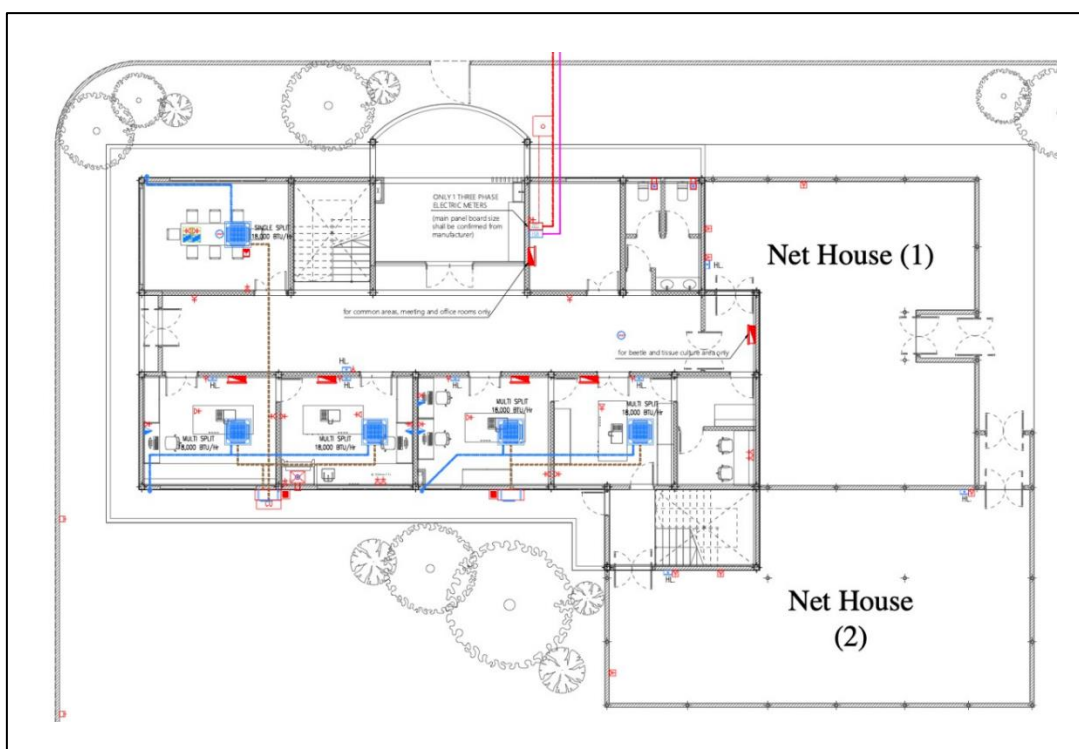 ONLY 1 THREE PHASE
ELECTRIC METERS
(main panel board size
shall be confirmed from
manufacturer)
SINGLE SPLIT
18,000 BTU/Hr
HL.
Net House (1)
for common areas, meeting and office rooms only
for beetle and tissue culture area only
HL.
HL.
HL.
HL.
HL.
MULTI SPLIT
18,000 BTU/Hr
MULTI SPLIT
18,000 BTU/Hr
MULTI SPLIT
18,000 BTU/Hr
MULTI SPLIT
18,000 BTU/Hr
HL.
HL.
Net House
(2)